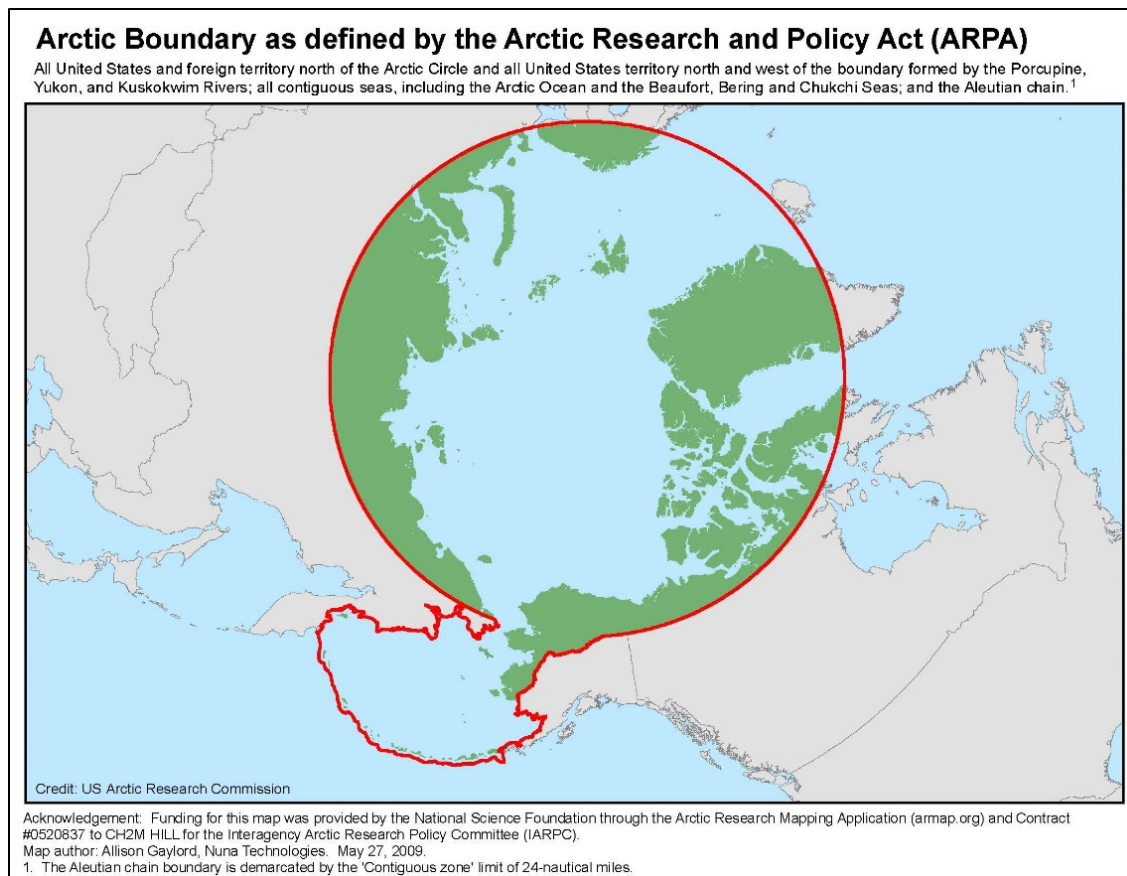 Arctic Boundary as defined by the Arctic Research and Policy Act (ARPA)
All United States and foreign territory north of the Arctic Circle and all United States territory north and west of the boundary formed by the Porcupine,
Yukon, and Kuskokwim Rivers; all contiguous seas, including the Arctic Ocean and the Beaufort, Bering and Chukchi Seas; and the Aleutian chain.1
Credit: US Arctic Research Commission
Acknowledgement: Funding for this map was provided by the National Science Foundation through the Arctic Research Mapping Application (armap.org) and Contract
#0520837 to CH2M HILL for the Interagency Arctic Research Policy Committee (IARPC).
Map author: Allison Gaylord, Nuna Technologies. May 27, 2009.
1. The Aleutian chain boundary is demarcated by the 'Contiguous zone' limit of 24-nautical miles.